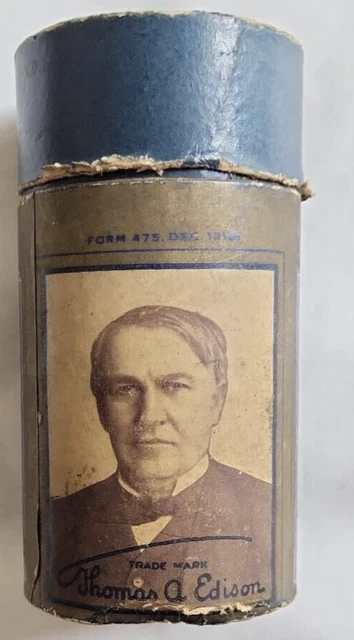 FORM 475, DEC.
TRADE MARK
Thomas A Edison